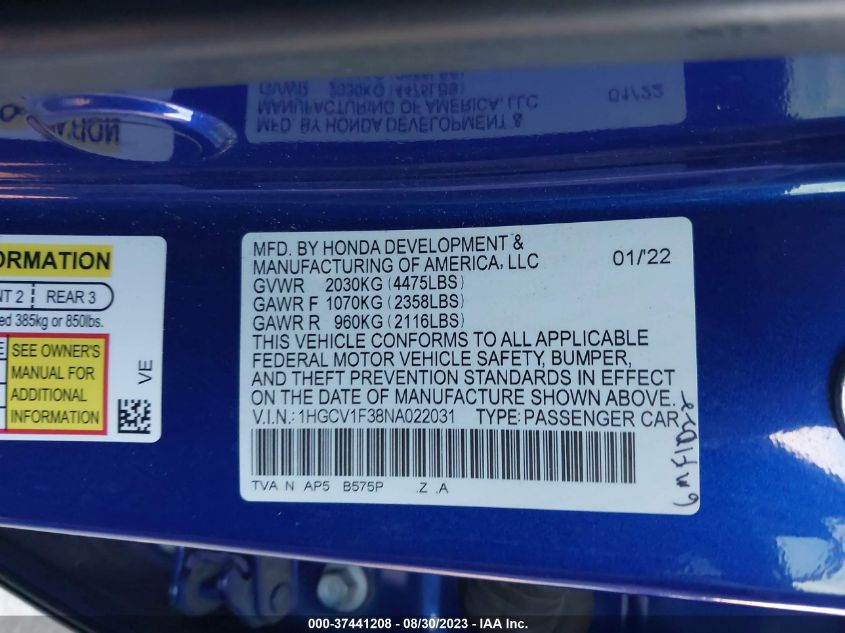 ORMATION
NT 2 REAR 3
ed 385kg or 850lbs.
E SEE OWNER'S
MANUAL FOR
ADDITIONAL
INFORMATION
VE
MFD. BY HONDA DEVELOPMENT &
MANUFACTURING OF AMERICA, LLC 01/'22
GVWR 2030KG (4475LBS)
GAWR F 1070KG (2358LBS)
GAWR R 960KG (2116LBS)
THIS VEHICLE CONFORMS TO ALL APPLICABLE
FEDERAL MOTOR VEHICLE SAFETY, BUMPER,
AND THEFT PREVENTION STANDARDS IN EFFECT
ON THE DATE OF MANUFACTURE SHOWN ABOVE.
V.I.N.: 1HGCV1F38NA022031 TYPE: PASSENGER CAR
TVA N AP5 B575P .Z .A
000-37441208 - 08/30/2023 - IAA Inc.